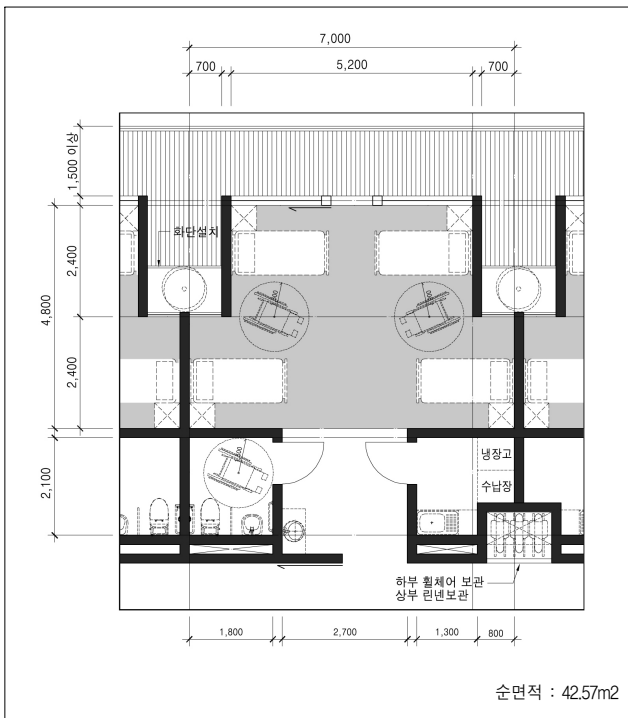 7,000
700
5,200
700
1,500 이상
화단설치
2,400
4,800
2,400
냉장고
수납장
2,100
하부 휠체어 보관
상부 린넨보관
1,800
2,700
1,300
800
순면적 : 42.57m2